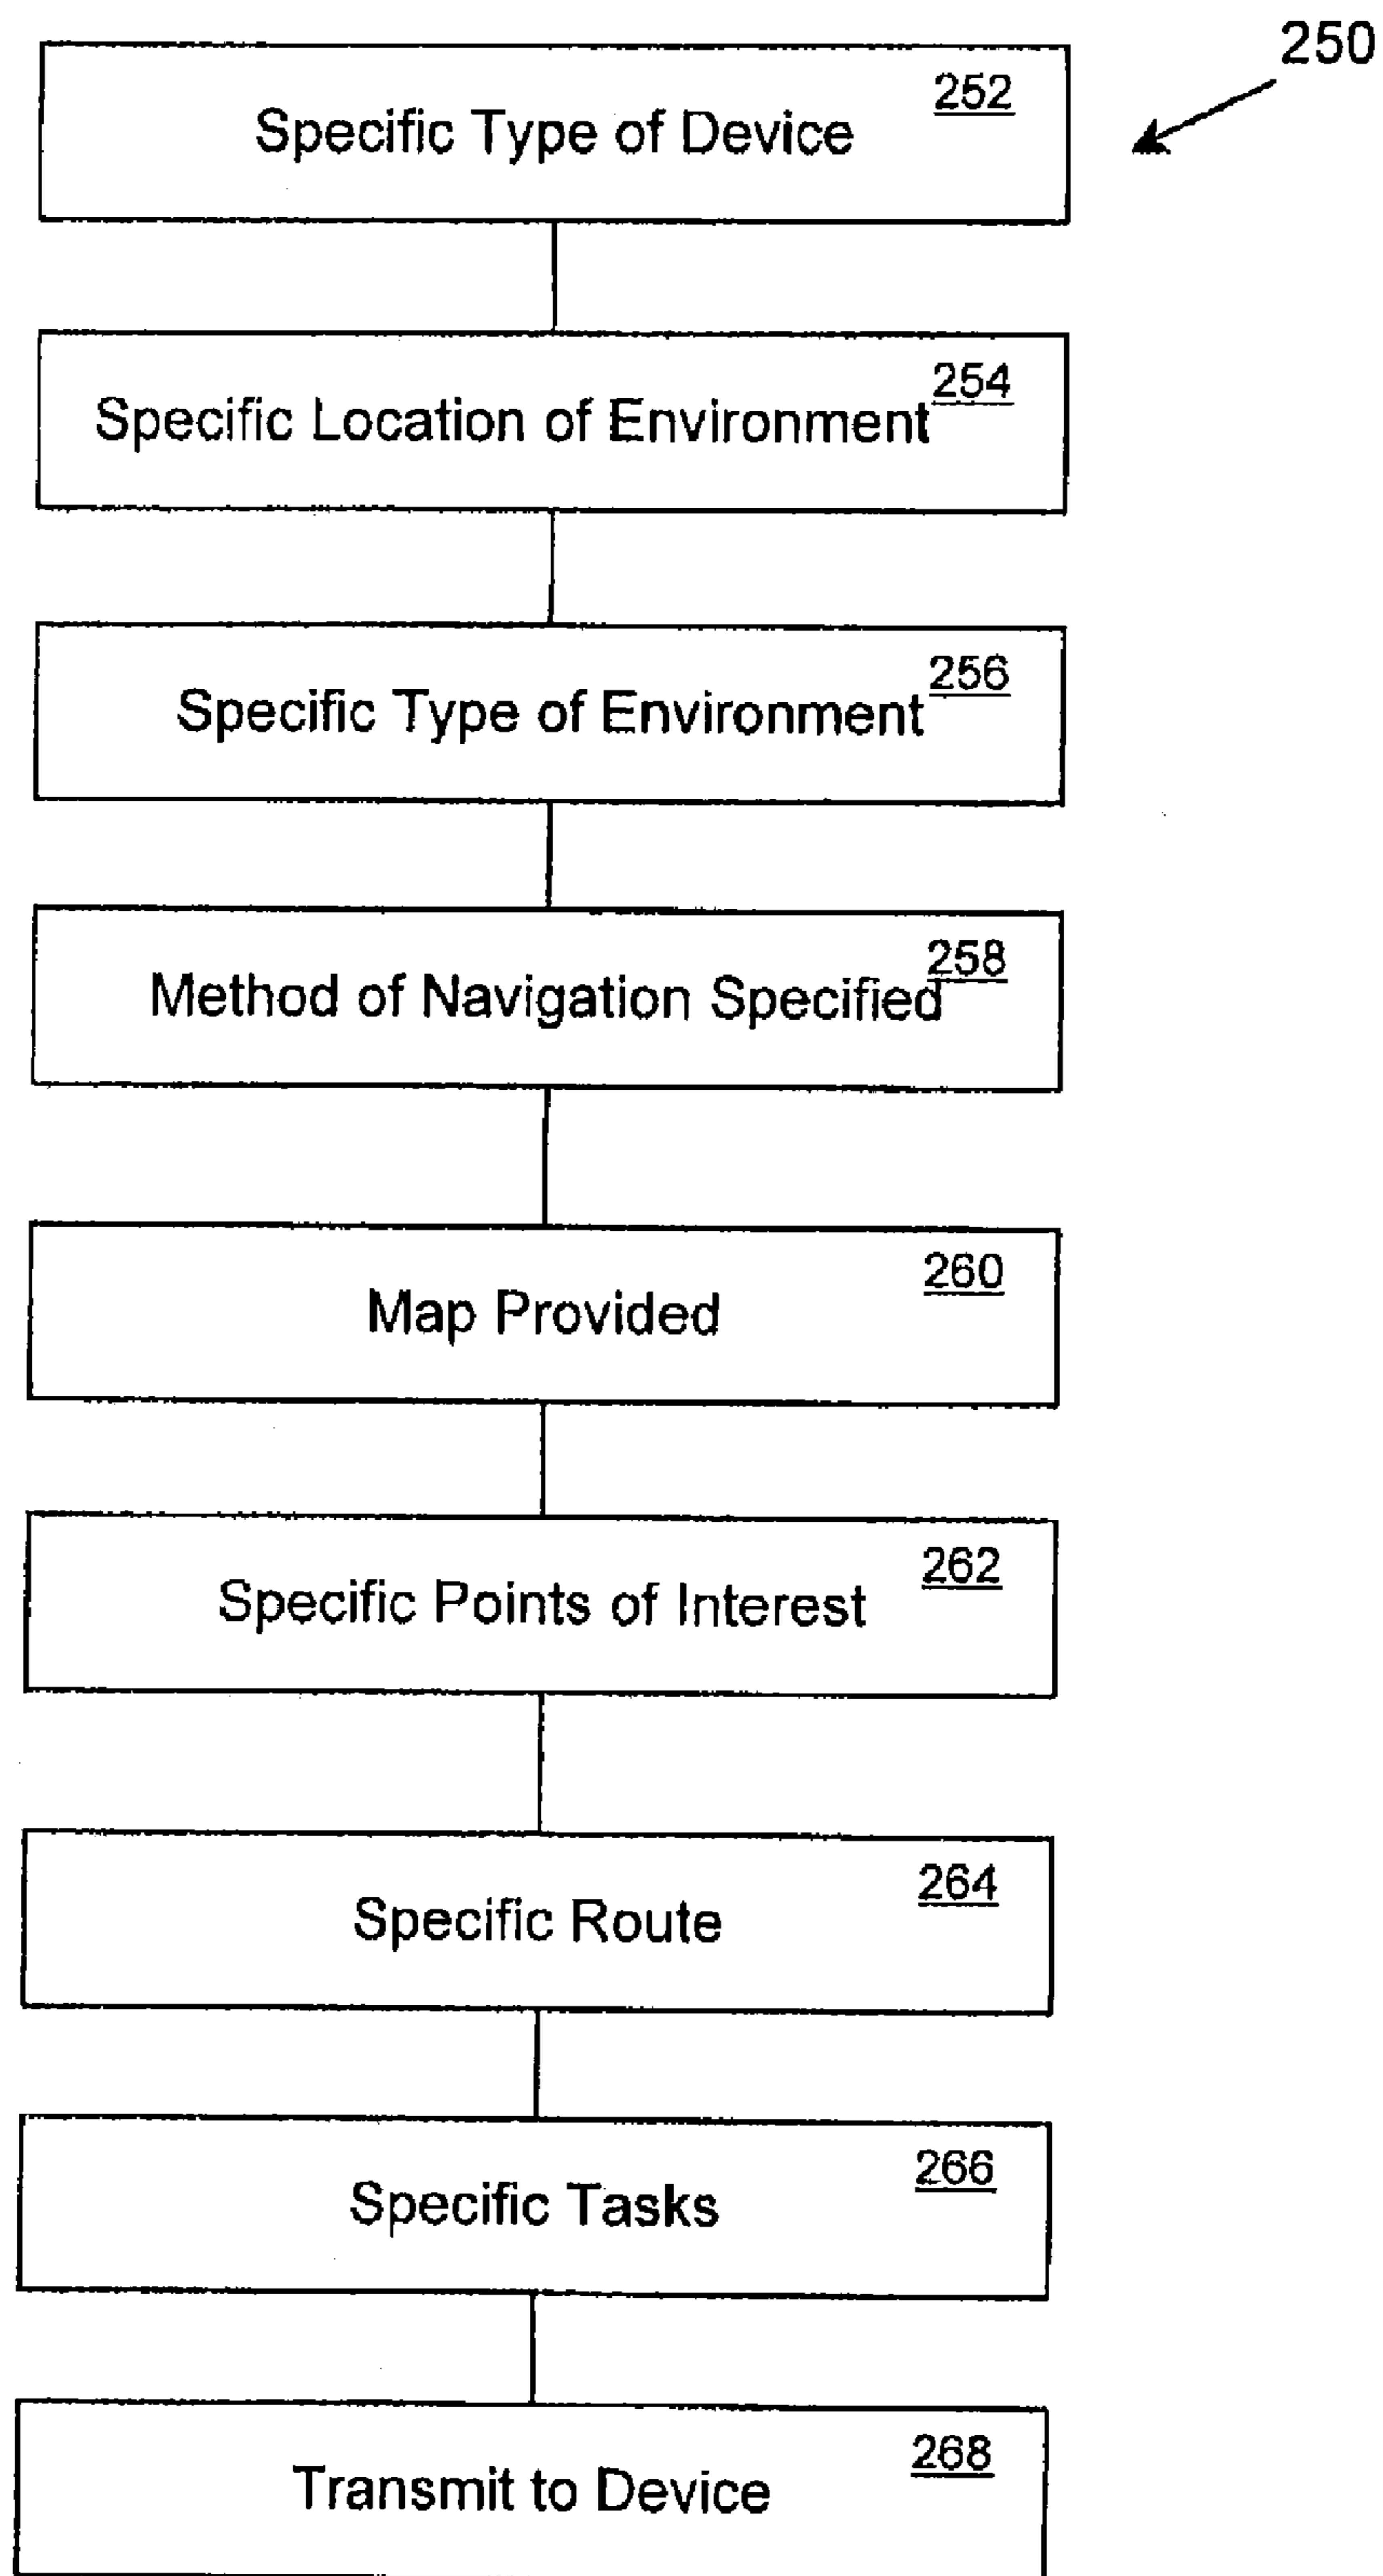 250
252
Specific Type of Device
254
Specific Location of Environment
256
Specific Type of Environment
258
Method of Navigation Specified
260
Map Provided
262
Specific Points of Interest
264
Specific Route
266
Specific Tasks
268
Transmit to Device